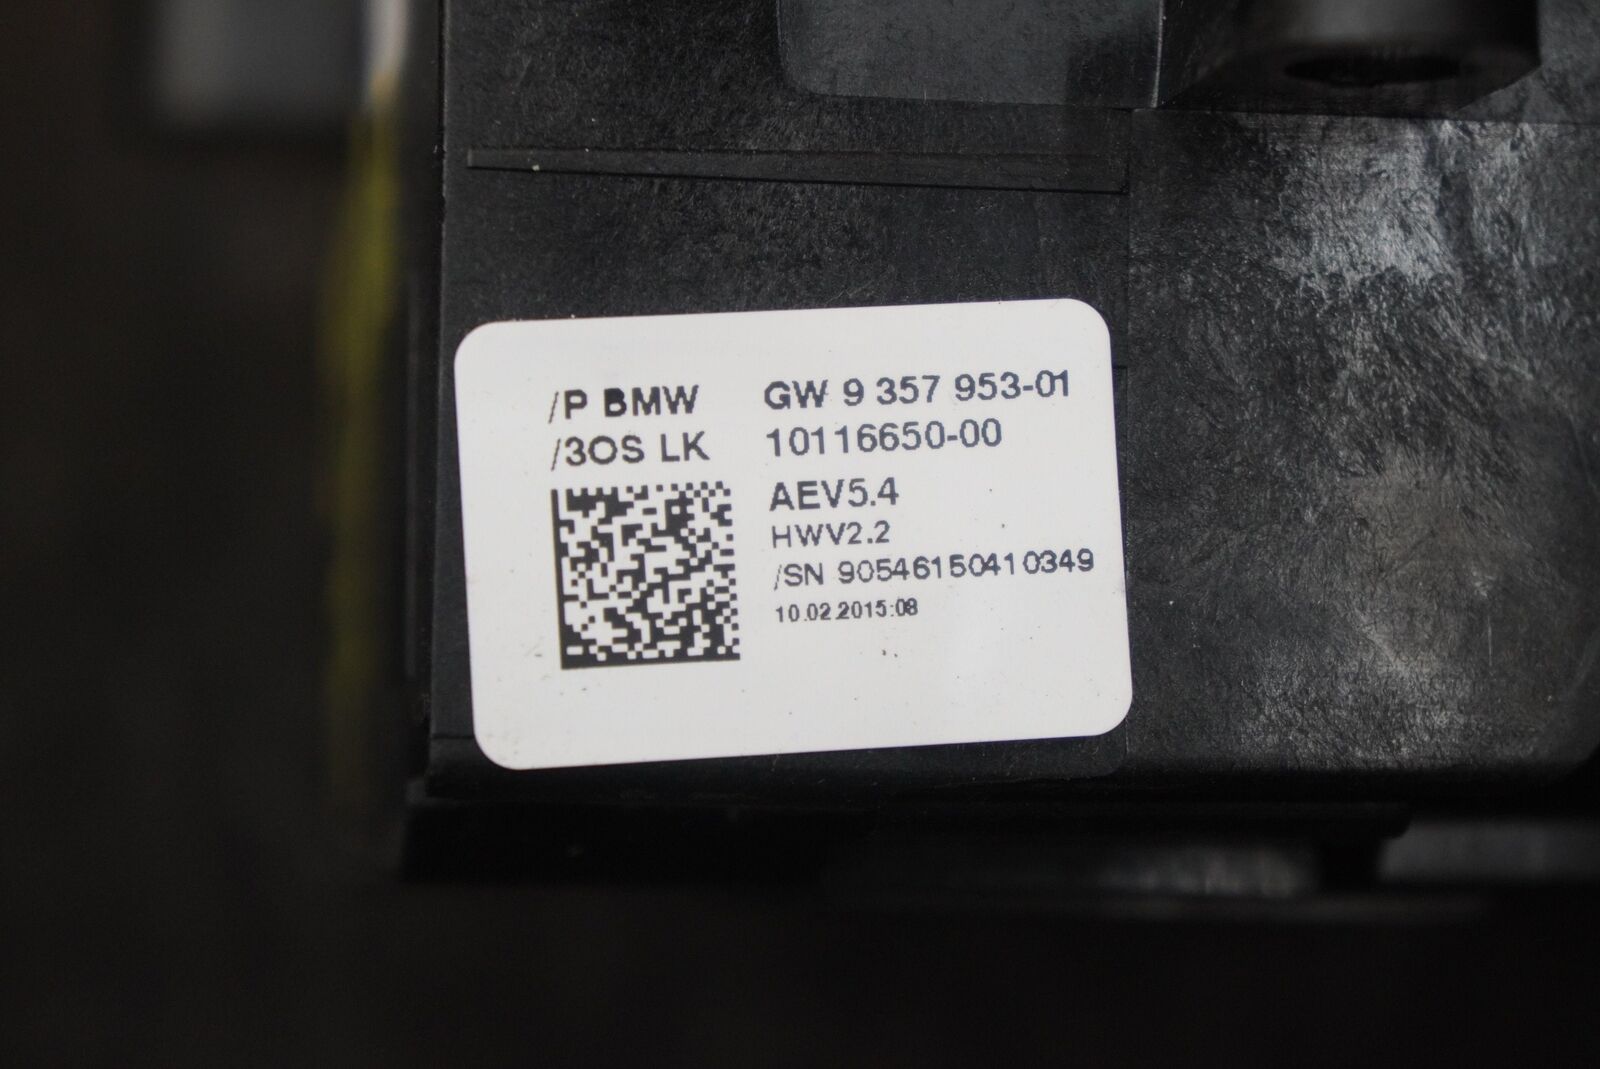 /P BMW GW 9 357 953-01
/3OS LK 10116650-00
AEV5.4
HWV2.2
/SN 90546150410349
10.02.2015:08